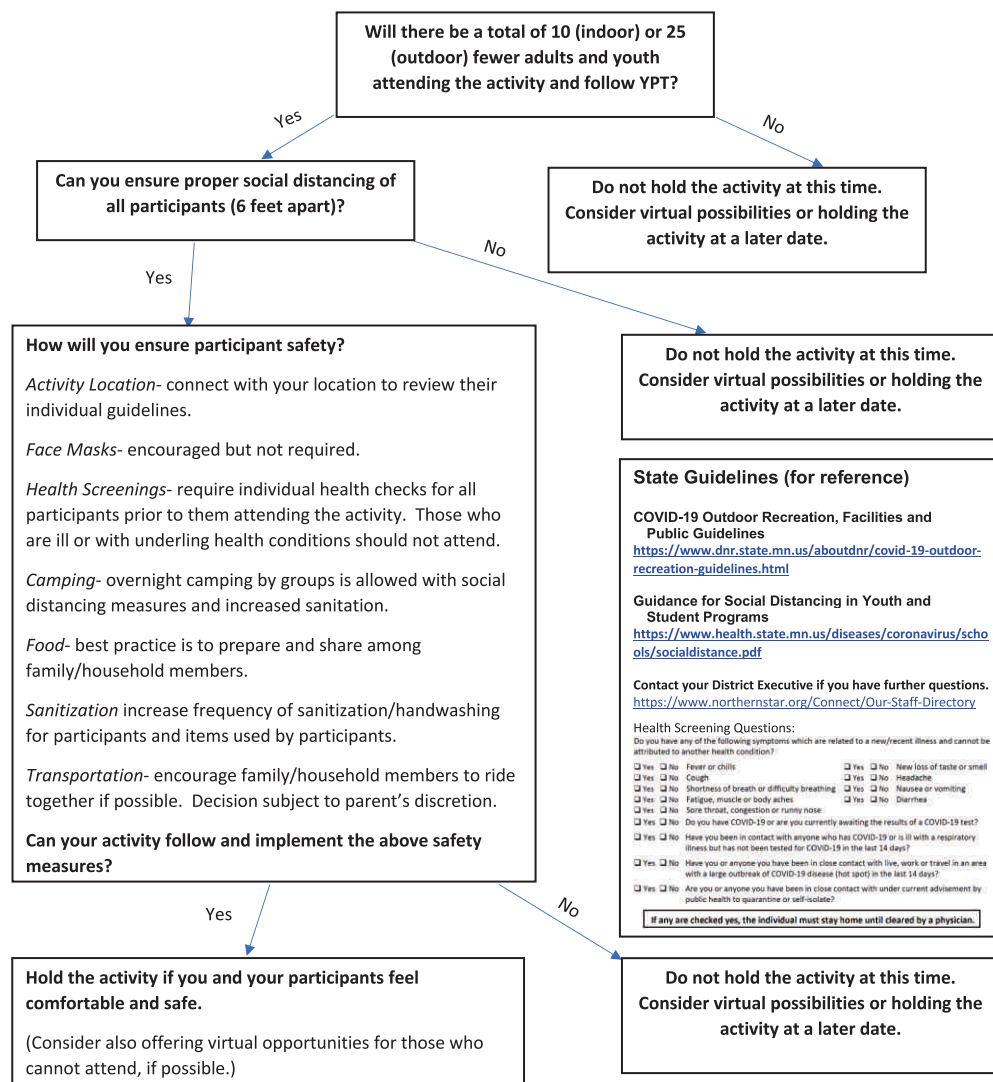 Will there be a total of 10 (indoor) or 25
(outdoor) fewer adults and youth
attending the activity and follow YPT?
Yes
No
Can you ensure proper social distancing of
all participants (6 feet apart)?
Do not hold the activity at this time.
Consider virtual possibilities or holding the
activity at a later date.
Yes
No
How will you ensure participant safety?
Activity Location- connect with your location to review their
individual guidelines.
Face Masks- encouraged but not required.
Health Screenings- require individual health checks for all
participants prior to them attending the activity.  Those who
are ill or with underling health conditions should not attend.
Camping- overnight camping by groups is allowed with social
distancing measures and increased sanitation.
Food- best practice is to prepare and share among
family/household members.
Sanitization increase frequency of sanitization/handwashing
for participants and items used by participants.
Transportation- encourage family/household members to ride
together if possible.  Decision subject to parent's discretion.
Can your activity follow and implement the above safety
measures?
Do not hold the activity at this time.
Consider virtual possibilities or holding the
activity at a later date.
State Guidelines (for reference)
COVID-19 Outdoor Recreation, Facilities and
Public Guidelines
https://www.dnr.state.mn.us/aboutdnr/covid-19-outdoor-
recreation-guidelines.html
Guidance for Social Distancing in Youth and
Student Programs
https://www.health.state.mn.us/diseases/coronavirus/scho
ols/socialdistance.pdf
Contact your District Executive if you have further questions.
https://www.northernstar.org/Connect/Our-Staff-Directory
Health Screening Questions:
Do you have any of the following symptoms which are related to a new/recent illness and cannot be
attributed to another health condition?
☐ Yes ☐ No Fever or chills
☐ Yes ☐ No New loss of taste or smell
☐ Yes ☐ No Cough
☐ Yes ☐ No Headache
☐ Yes ☐ No Shortness of breath or difficulty breathing
☐ Yes ☐ No Nausea or vomiting
☐ Yes ☐ No Fatigue, muscle or body aches
☐ Yes ☐ No Diarrhea
☐ Yes ☐ No Sore throat, congestion or runny nose
☐ Yes ☐ No Do you have COVID-19 or are you currently awaiting the results of a COVID-19 test?
☐ Yes ☐ No Have you been in contact with anyone who has COVID-19 or is ill with a respiratory
illness but has not been tested for COVID-19 in the last 14 days?
☐ Yes ☐ No Have you or anyone you have been in close contact with live, work or travel in an area
with a large outbreak of COVID-19 disease (hot spot) in the last 14 days?
☐ Yes ☐ No Are you or anyone you have been in close contact with under current advisement by
public health to quarantine or self-isolate?
If any are checked yes, the individual must stay home until cleared by a physician.
Yes
No
Hold the activity if you and your participants feel
comfortable and safe.
(Consider also offering virtual opportunities for those who
cannot attend, if possible.)
Do not hold the activity at this time.
Consider virtual possibilities or holding the
activity at a later date.